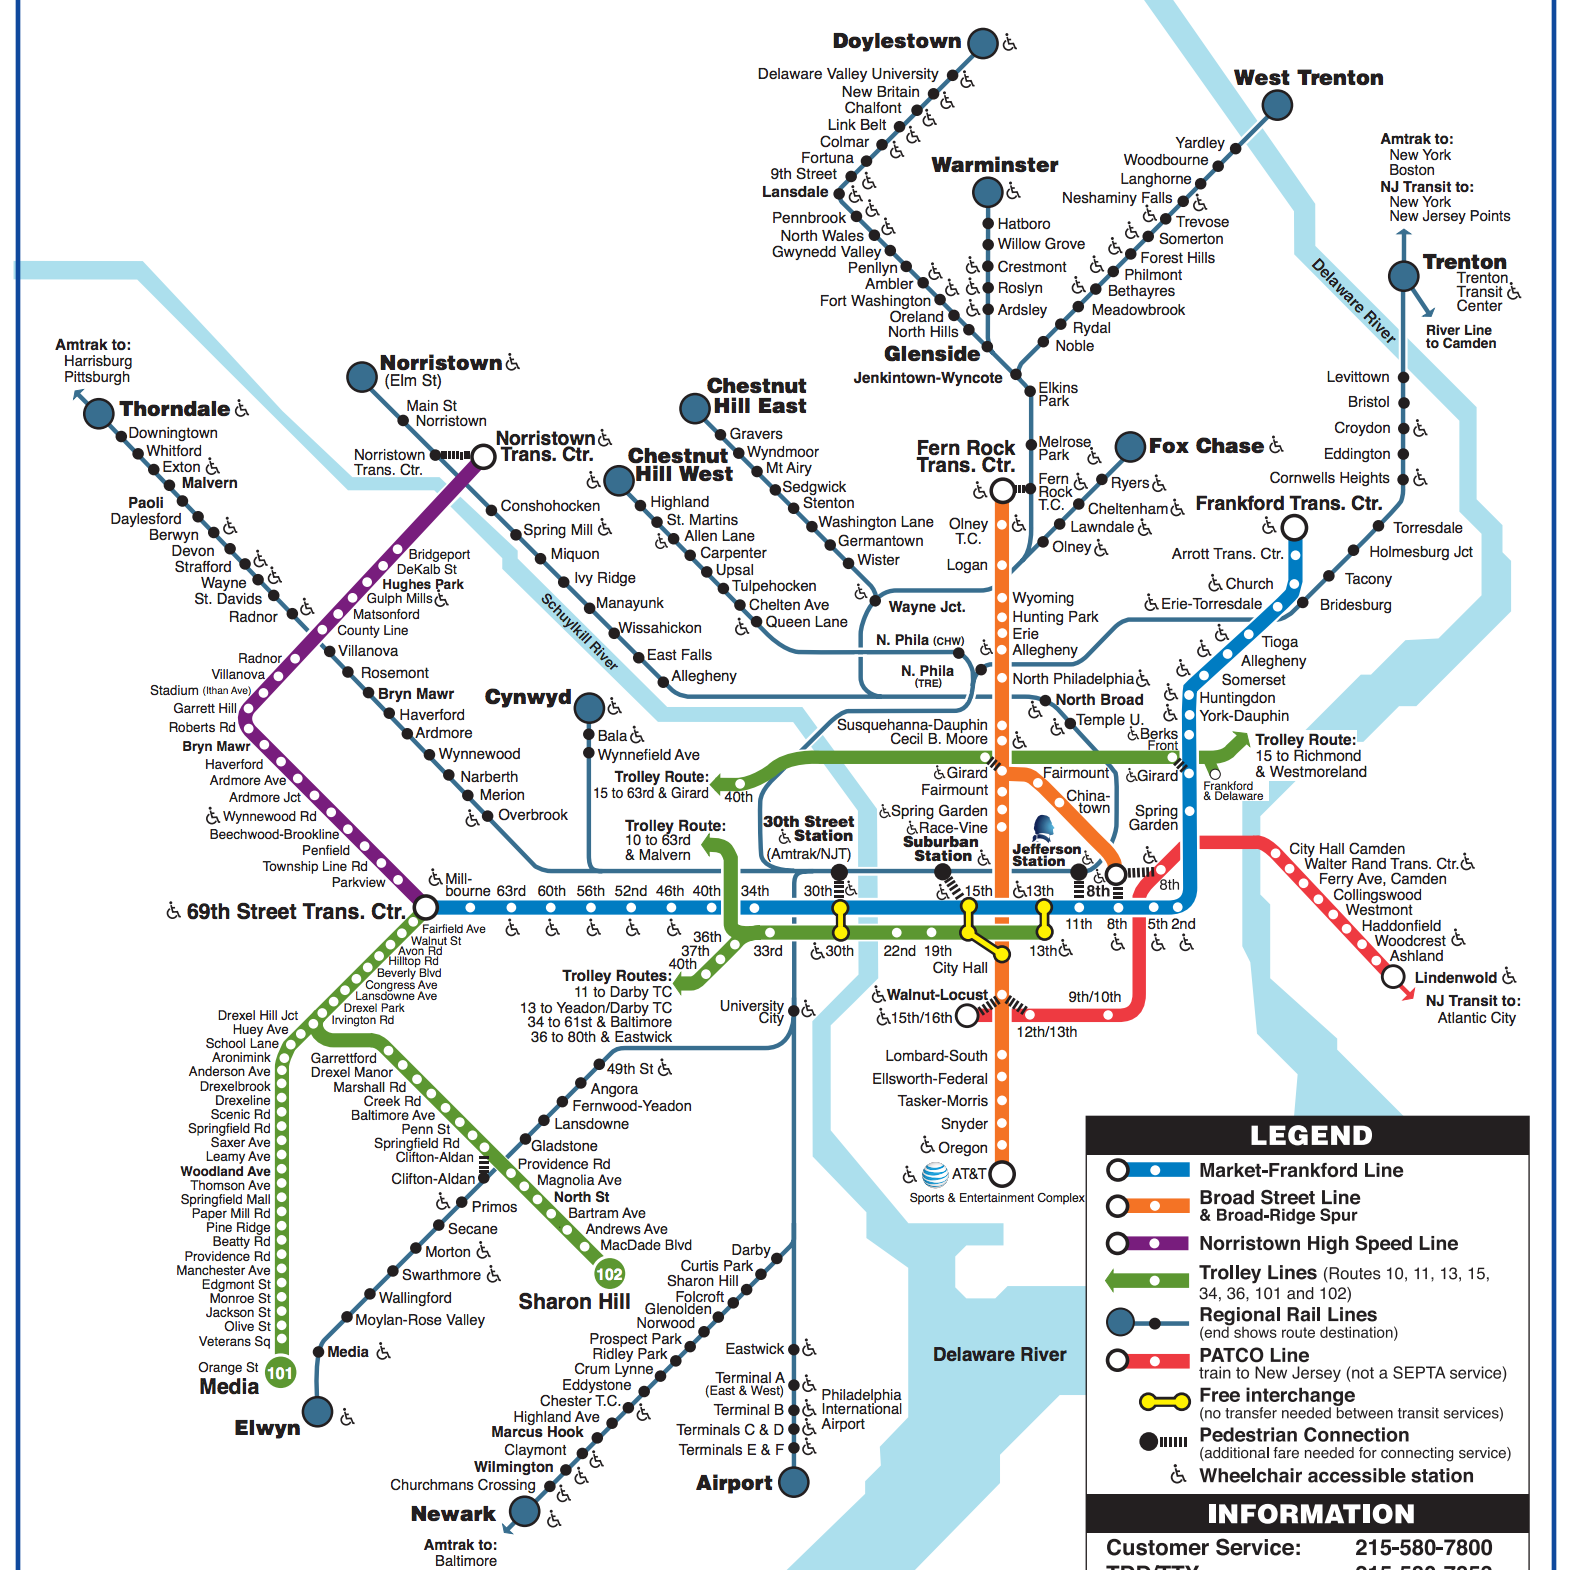 Doylestown
Delaware Valley University
New Britain
Chalfont
Link Belt
Colmar
Fortuna
9th Street
Lansdale
Pennbrook
North Wales
Gwynedd Valley
Penllyn
Ambler
Fort Washington
Oreland
North Hills
Glenside
Jenkintown-Wyncote
Warminster
Hatboro
Willow Grove
Crestmont
Roslyn
Ardsley
West Trenton
Yardley
Woodbourne
Langhorne
Neshaminy Falls
Trevose
Somerton
Forest Hills
Philmont
Bethayres
Meadowbrook
Rydal
Noble
Elkins
Park
Melrose
Park
Fern
Rock
T.C.
Amtrak to:
New York
Boston
NJ Transit to:
New York
New Jersey Points
Trenton
Trenton
Transit
Center
River Line
to Camden
Delaware River
Levittown
Bristol
Croydon
Eddington
Cornwells Heights
Torresdale
Holmesburg Jct
Tacony
Bridesburg
Fox Chase
Ryers
Cheltenham
Lawndale
Olney
Frankford Trans. Ctr.
Arrott Trans. Ctr.
Church
Erie-Torresdale
Tioga
Allegheny
Somerset
Huntingdon
York-Dauphin
Berks
Front
Girard
Spring
Garden
Fern Rock
Trans. Ctr.
Olney
T.C.
Logan
Wyoming
Hunting Park
Erie
Allegheny
North Philadelphia
North Broad
Temple U.
Susquehanna-Dauphin
Cecil B. Moore
Girard
Fairmount
Spring Garden
Race-Vine
Fairmount
China-
town
Trolley Route:
15 to Richmond
& Westmoreland
Frankford
& Delaware
Amtrak to:
Harrisburg
Pittsburgh
Thorndale
Downingtown
Whitford
Exton
Malvern
Paoli
Daylesford
Berwyn
Devon
Strafford
Wayne
St. Davids
Radnor
Villanova
Rosemont
Bryn Mawr
Haverford
Ardmore
Wynnewood
Narberth
Merion
Overbrook
Norristown
(Elm St)
Main St
Norristown
Norristown
Trans. Ctr.
Norristown
Trans. Ctr.
Conshohocken
Spring Mill
Miquon
Ivy Ridge
Manayunk
Wissahickon
East Falls
Allegheny
Schuylkill River
Chestnut
Hill East
Gravers
Wyndmoor
Mt Airy
Sedgwick
Stenton
Washington Lane
Germantown
Wister
Wayne Jct.
Chestnut
Hill West
Highland
St. Martins
Allen Lane
Carpenter
Upsal
Tulpehocken
Chelten Ave
Queen Lane
N. Phila (CHW)
N. Phila
(TRE)
Bridgeport
DeKalb St
Hughes Park
Gulph Mills
Matsonford
County Line
Radnor
Villanova
Stadium (Ithan Ave)
Garrett Hill
Roberts Rd
Bryn Mawr
Haverford
Ardmore Ave
Ardmore Jct
Wynnewood Rd
Beechwood-Brookline
Penfield
Township Line Rd
Parkview
Cynwyd
Bala
Wynnefield Ave
Trolley Route:
15 to 63rd & Girard
40th
Trolley Route:
10 to 63rd
& Malvern
30th Street
Station
(Amtrak/NJT)
Suburban
Station
Jefferson
Station
69th Street Trans. Ctr.
Mill-
bourne
63rd
60th
56th
52nd
46th
40th
34th
30th
15th
13th
8th
11th
8th
5th
2nd
8th
36th
37th
40th
33rd
30th
22nd
19th
13th
City Hall
Trolley Routes:
11 to Darby TC
13 to Yeadon/Darby TC
34 to 61st & Baltimore
36 to 80th & Eastwick
University
City
Walnut-Locust
15th/16th
12th/13th
9th/10th
Lombard-South
Ellsworth-Federal
Tasker-Morris
Snyder
Oregon
AT&T
Sports & Entertainment Complex
City Hall Camden
Walter Rand Trans. Ctr.
Ferry Ave, Camden
Collingswood
Westmont
Haddonfield
Woodcrest
Ashland
Lindenwold
NJ Transit to:
Atlantic City
Fairfield Ave
Walnut St
Avon Rd
Hilltop Rd
Beverly Blvd
Congress Ave
Lansdowne Ave
Drexel Park
Irvington Rd
Drexel Hill Jct
Huey Ave
School Lane
Aronimink
Anderson Ave
Drexelbrook
Drexeline
Scenic Rd
Springfield Rd
Saxer Ave
Leamy Ave
Woodland Ave
Thomson Ave
Springfield Mall
Paper Mill Rd
Pine Ridge
Beatty Rd
Providence Rd
Manchester Ave
Edgmont St
Monroe St
Jackson St
Olive St
Veterans Sq
Orange St
Media
101
Garrettford
Drexel Manor
Marshall Rd
Creek Rd
Baltimore Ave
Penn St
Springfield Rd
Clifton-Aldan
Clifton-Aldan
Providence Rd
Magnolia Ave
North St
Bartram Ave
Andrews Ave
MacDade Blvd
102
Sharon Hill
49th St
Angora
Fernwood-Yeadon
Lansdowne
Gladstone
Primos
Secane
Morton
Swarthmore
Wallingford
Moylan-Rose Valley
Media
Elwyn
Darby
Curtis Park
Sharon Hill
Folcroft
Glenolden
Norwood
Prospect Park
Ridley Park
Crum Lynne
Eddystone
Chester T.C.
Highland Ave
Marcus Hook
Claymont
Wilmington
Churchmans Crossing
Newark
Amtrak to:
Baltimore
Eastwick
Terminal A
(East & West)
Terminal B
Terminals C & D
Terminals E & F
Philadelphia
International
Airport
Airport
Delaware River
LEGEND
Market-Frankford Line
Broad Street Line
& Broad-Ridge Spur
Norristown High Speed Line
Trolley Lines (Routes 10, 11, 13, 15,
34, 36, 101 and 102)
Regional Rail Lines
(end shows route destination)
PATCO Line
train to New Jersey (not a SEPTA service)
Free interchange
(no transfer needed between transit services)
Pedestrian Connection
(additional fare needed for connecting service)
Wheelchair accessible station
INFORMATION
Customer Service: 215-580-7800